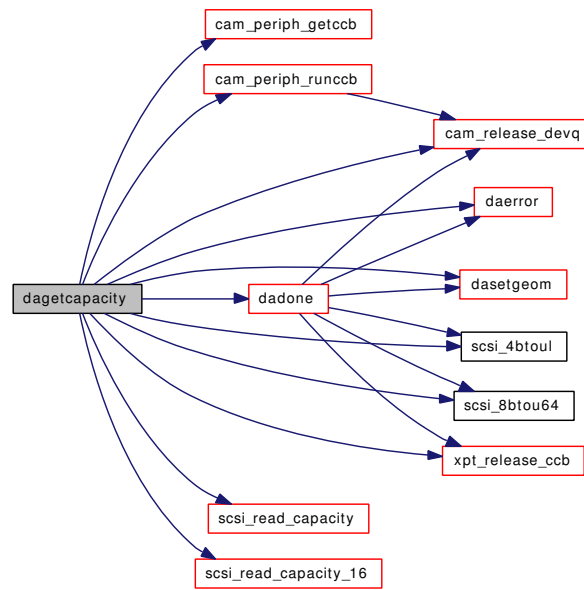 cam_periph_getccb
cam_periph_runccb
cam_release_devq
daerror
dasetgeom
dagetcapacity
dadone
scsi_4btoul
scsi_8btou64
xpt_release_ccb
scsi_read_capacity
scsi_read_capacity_16